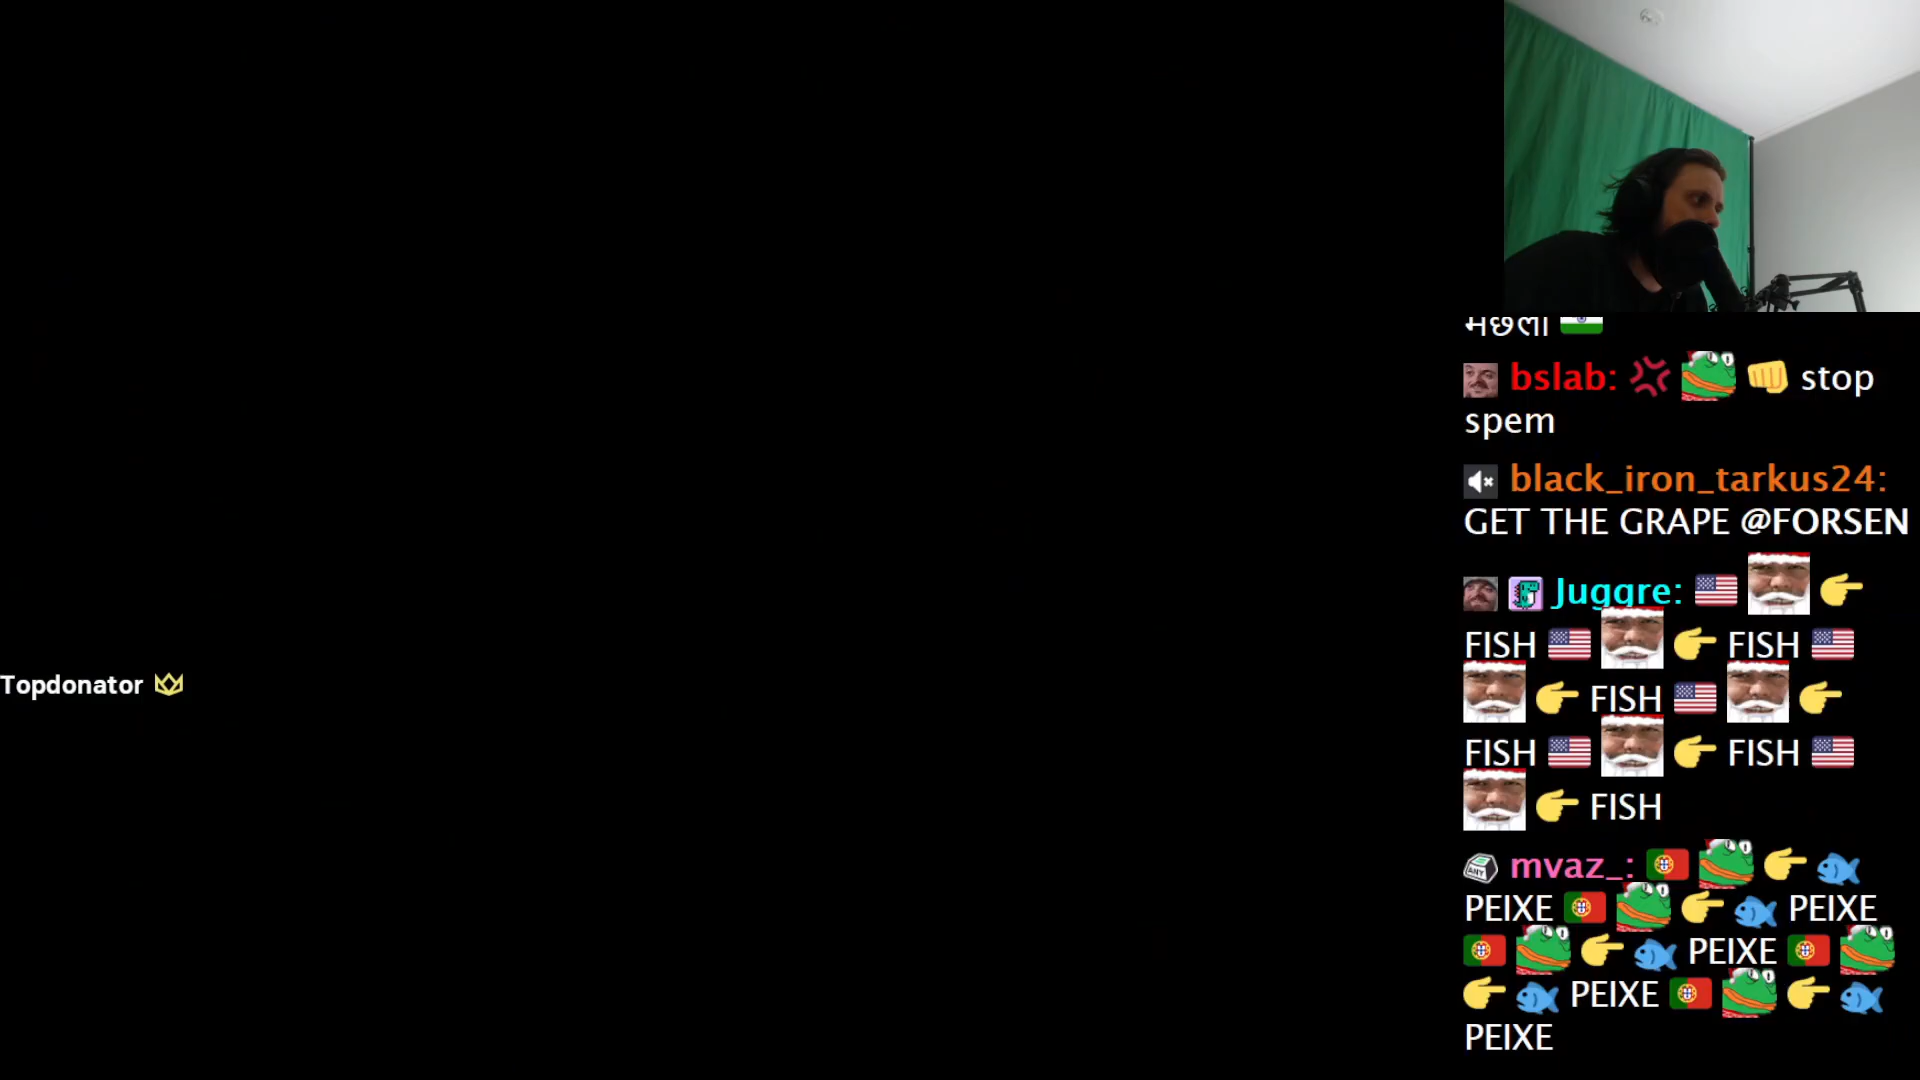 मछली
bslab: stop
spem
black_iron_tarkus24:
GET THE GRAPE @FORSEN
Juggre:
FISH FISH
FISH
FISH FISH
FISH
Topdonator
mvaz_:
PEIXE PEIXE
PEIXE
PEIXE
PEIXE